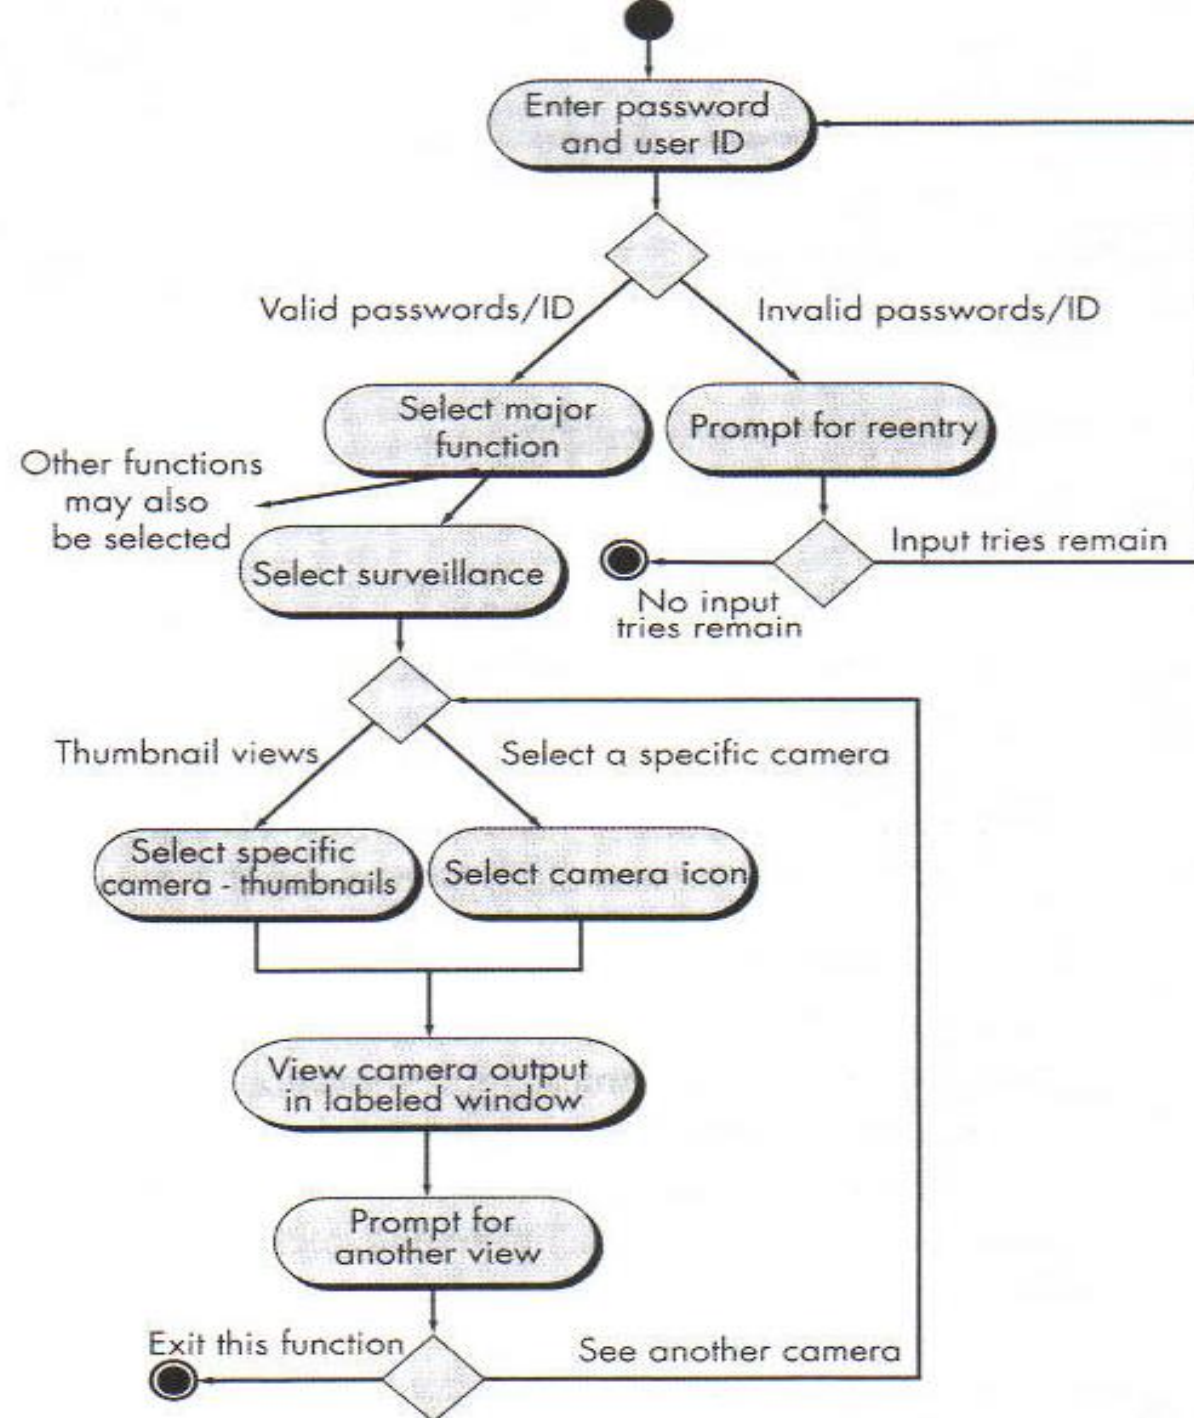 Enter password
and user ID
Valid passwords/ID
Invalid passwords/ID
Select major
function
Prompt for reentry
Other functions
may also
be selected
Select surveillance
Input tries remain
No input
tries remain
Thumbnail views
Select a specific camera
Select specific
camera - thumbnails
Select camera icon
View camera output
in labeled window
Prompt for
another view
Exit this function
See another camera